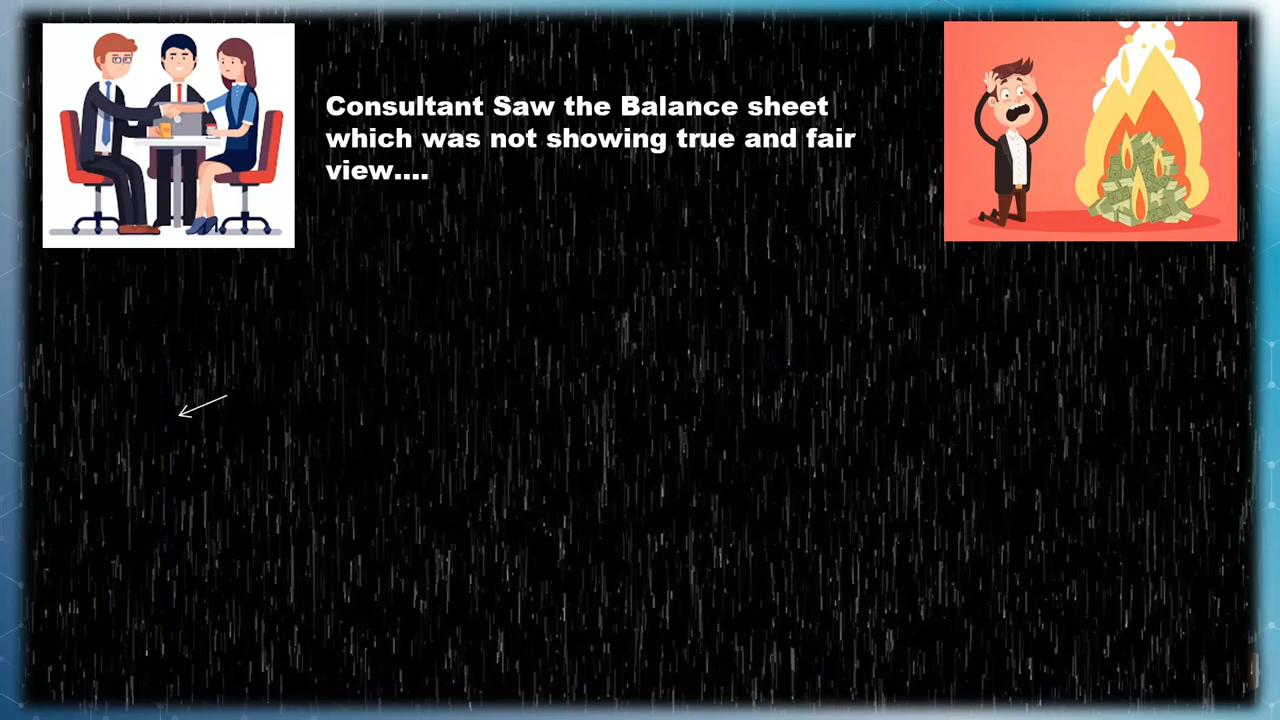 Consultant Saw the Balance sheet
which was not showing true and fair
view....